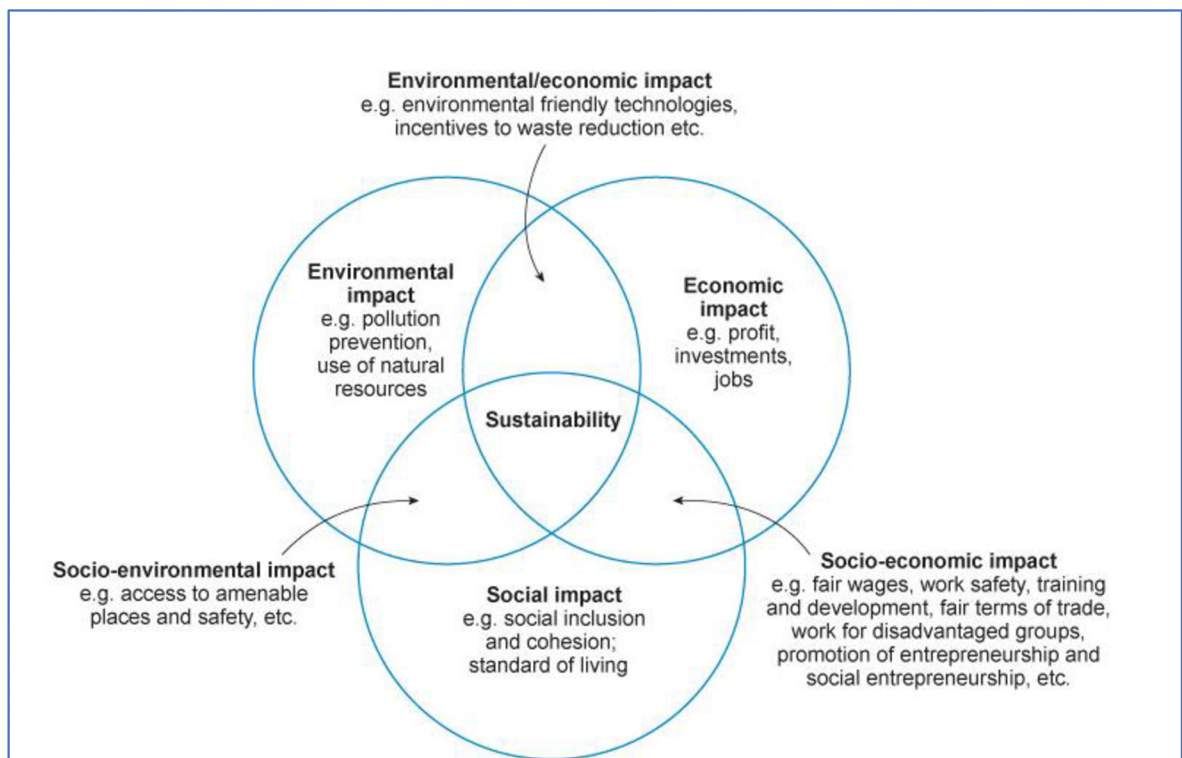 Environmental/economic impact
e.g. environmental friendly technologies,
incentives to waste reduction etc.
Environmental
impact
e.g. pollution
prevention,
use of natural
resources
Economic
impact
e.g. profit,
investments,
jobs
Sustainability
Socio-environmental impact
e.g. access to amenable
places and safety, etc.
Social impact
e.g. social inclusion
and cohesion;
standard of living
Socio-economic impact
e.g. fair wages, work safety, training
and development, fair terms of trade,
work for disadvantaged groups,
promotion of entrepreneurship and
social entrepreneurship, etc.